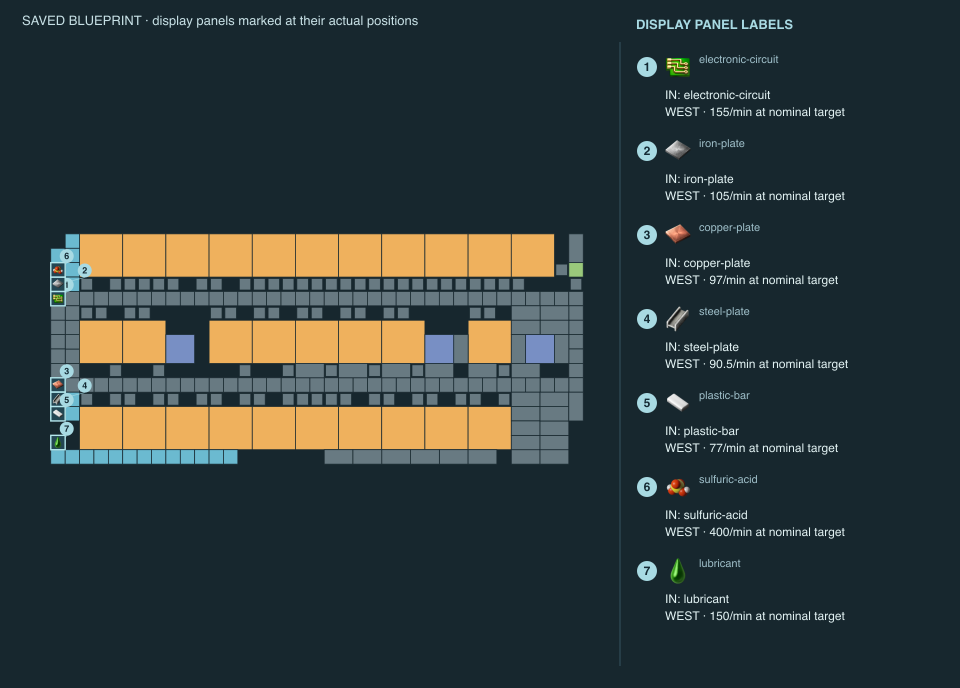 SAVED BLUEPRINT · display panels marked at their actual positions
6
2
1
3
4
5
7
DISPLAY PANEL LABELS
1
electronic-circuit
IN: electronic-circuit
WEST · 155/min at nominal target
2
iron-plate
IN: iron-plate
WEST · 105/min at nominal target
3
copper-plate
IN: copper-plate
WEST · 97/min at nominal target
4
steel-plate
IN: steel-plate
WEST · 90.5/min at nominal target
5
plastic-bar
IN: plastic-bar
WEST · 77/min at nominal target
6
sulfuric-acid
IN: sulfuric-acid
WEST · 400/min at nominal target
7
lubricant
IN: lubricant
WEST · 150/min at nominal target